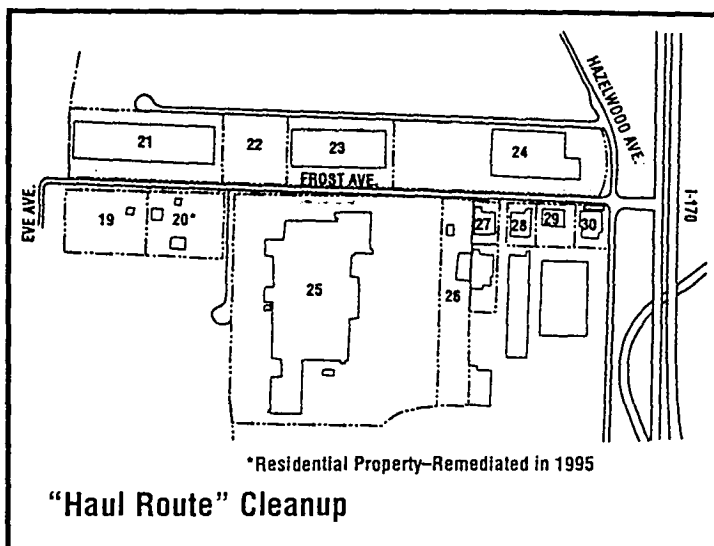 HAZELWOOD AVE.
I-170
21
22
23
24
FROST AVE.
EVE AVE.
19
20*
25
26
27
28
29
30
*Residential Property–Remediated in 1995
“Haul Route” Cleanup